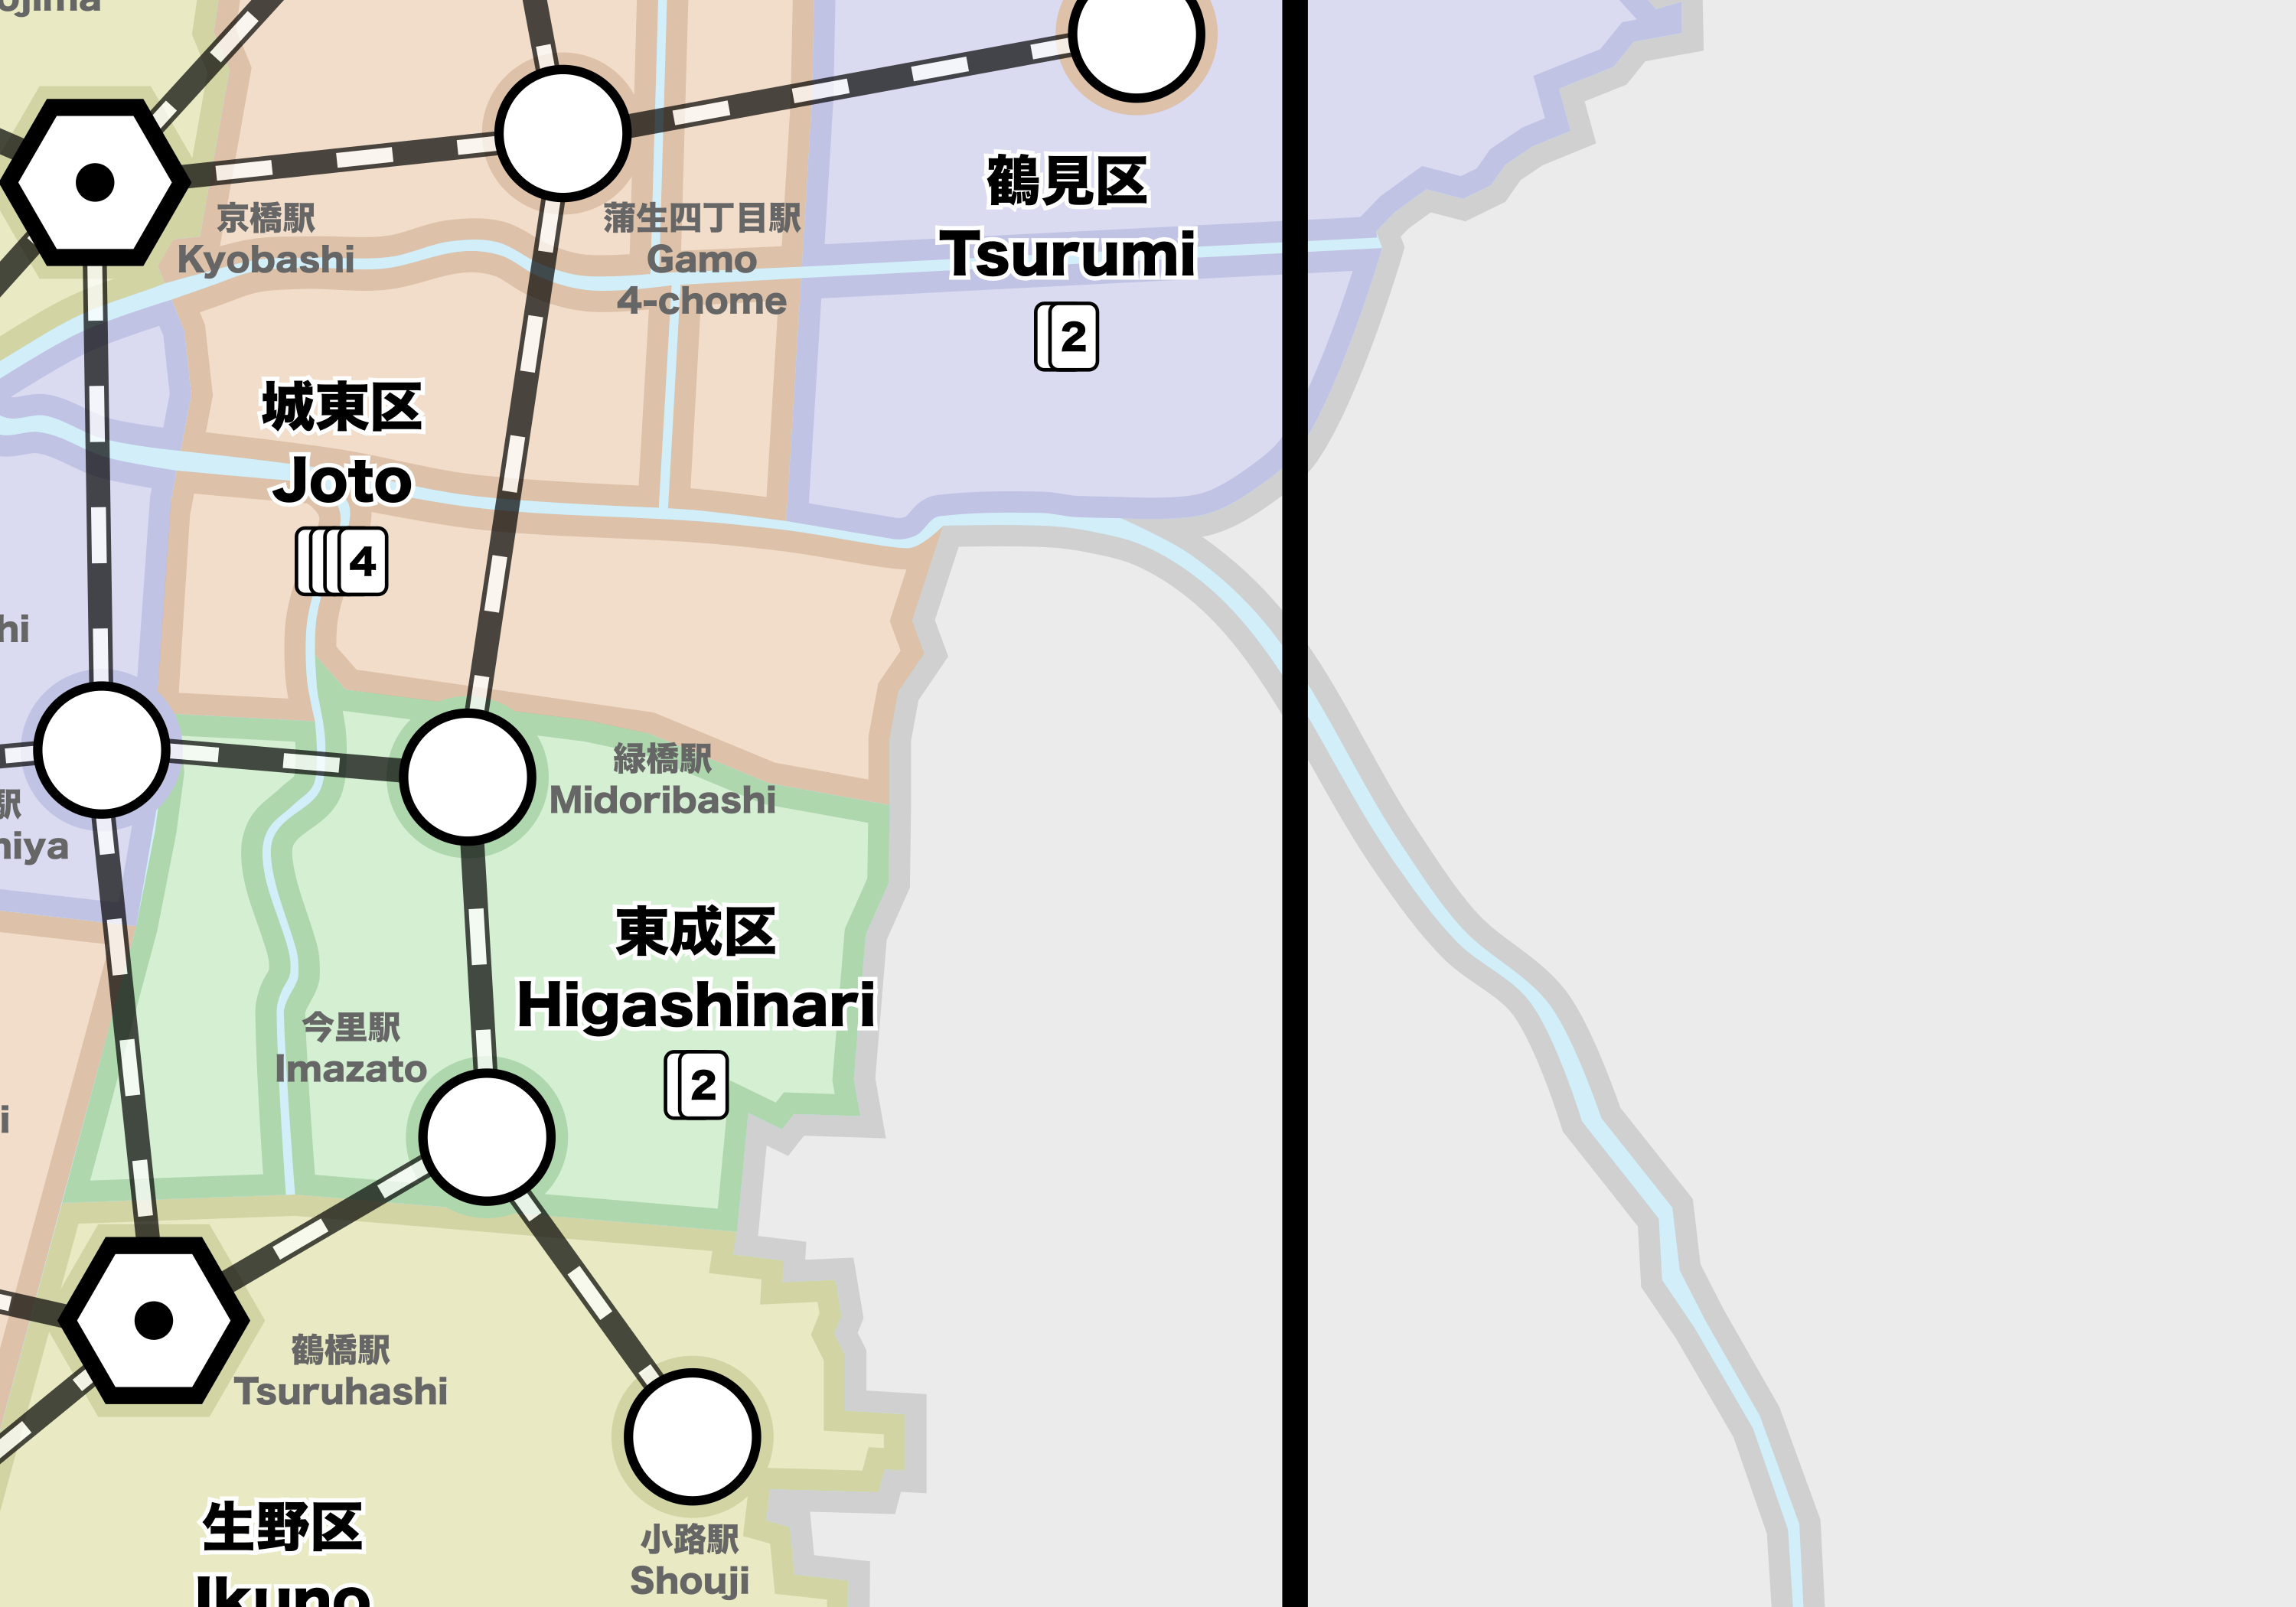 京橋駅
Kyobashi
蒲生四丁目駅
Gamo
4-chome
鶴見区
Tsurumi
2
城東区
Joto
4
緑橋駅
Midoribashi
東成区
Higashinari
2
今里駅
Imazato
鶴橋駅
Tsuruhashi
生野区
Ikuno
小路駅
Shouji